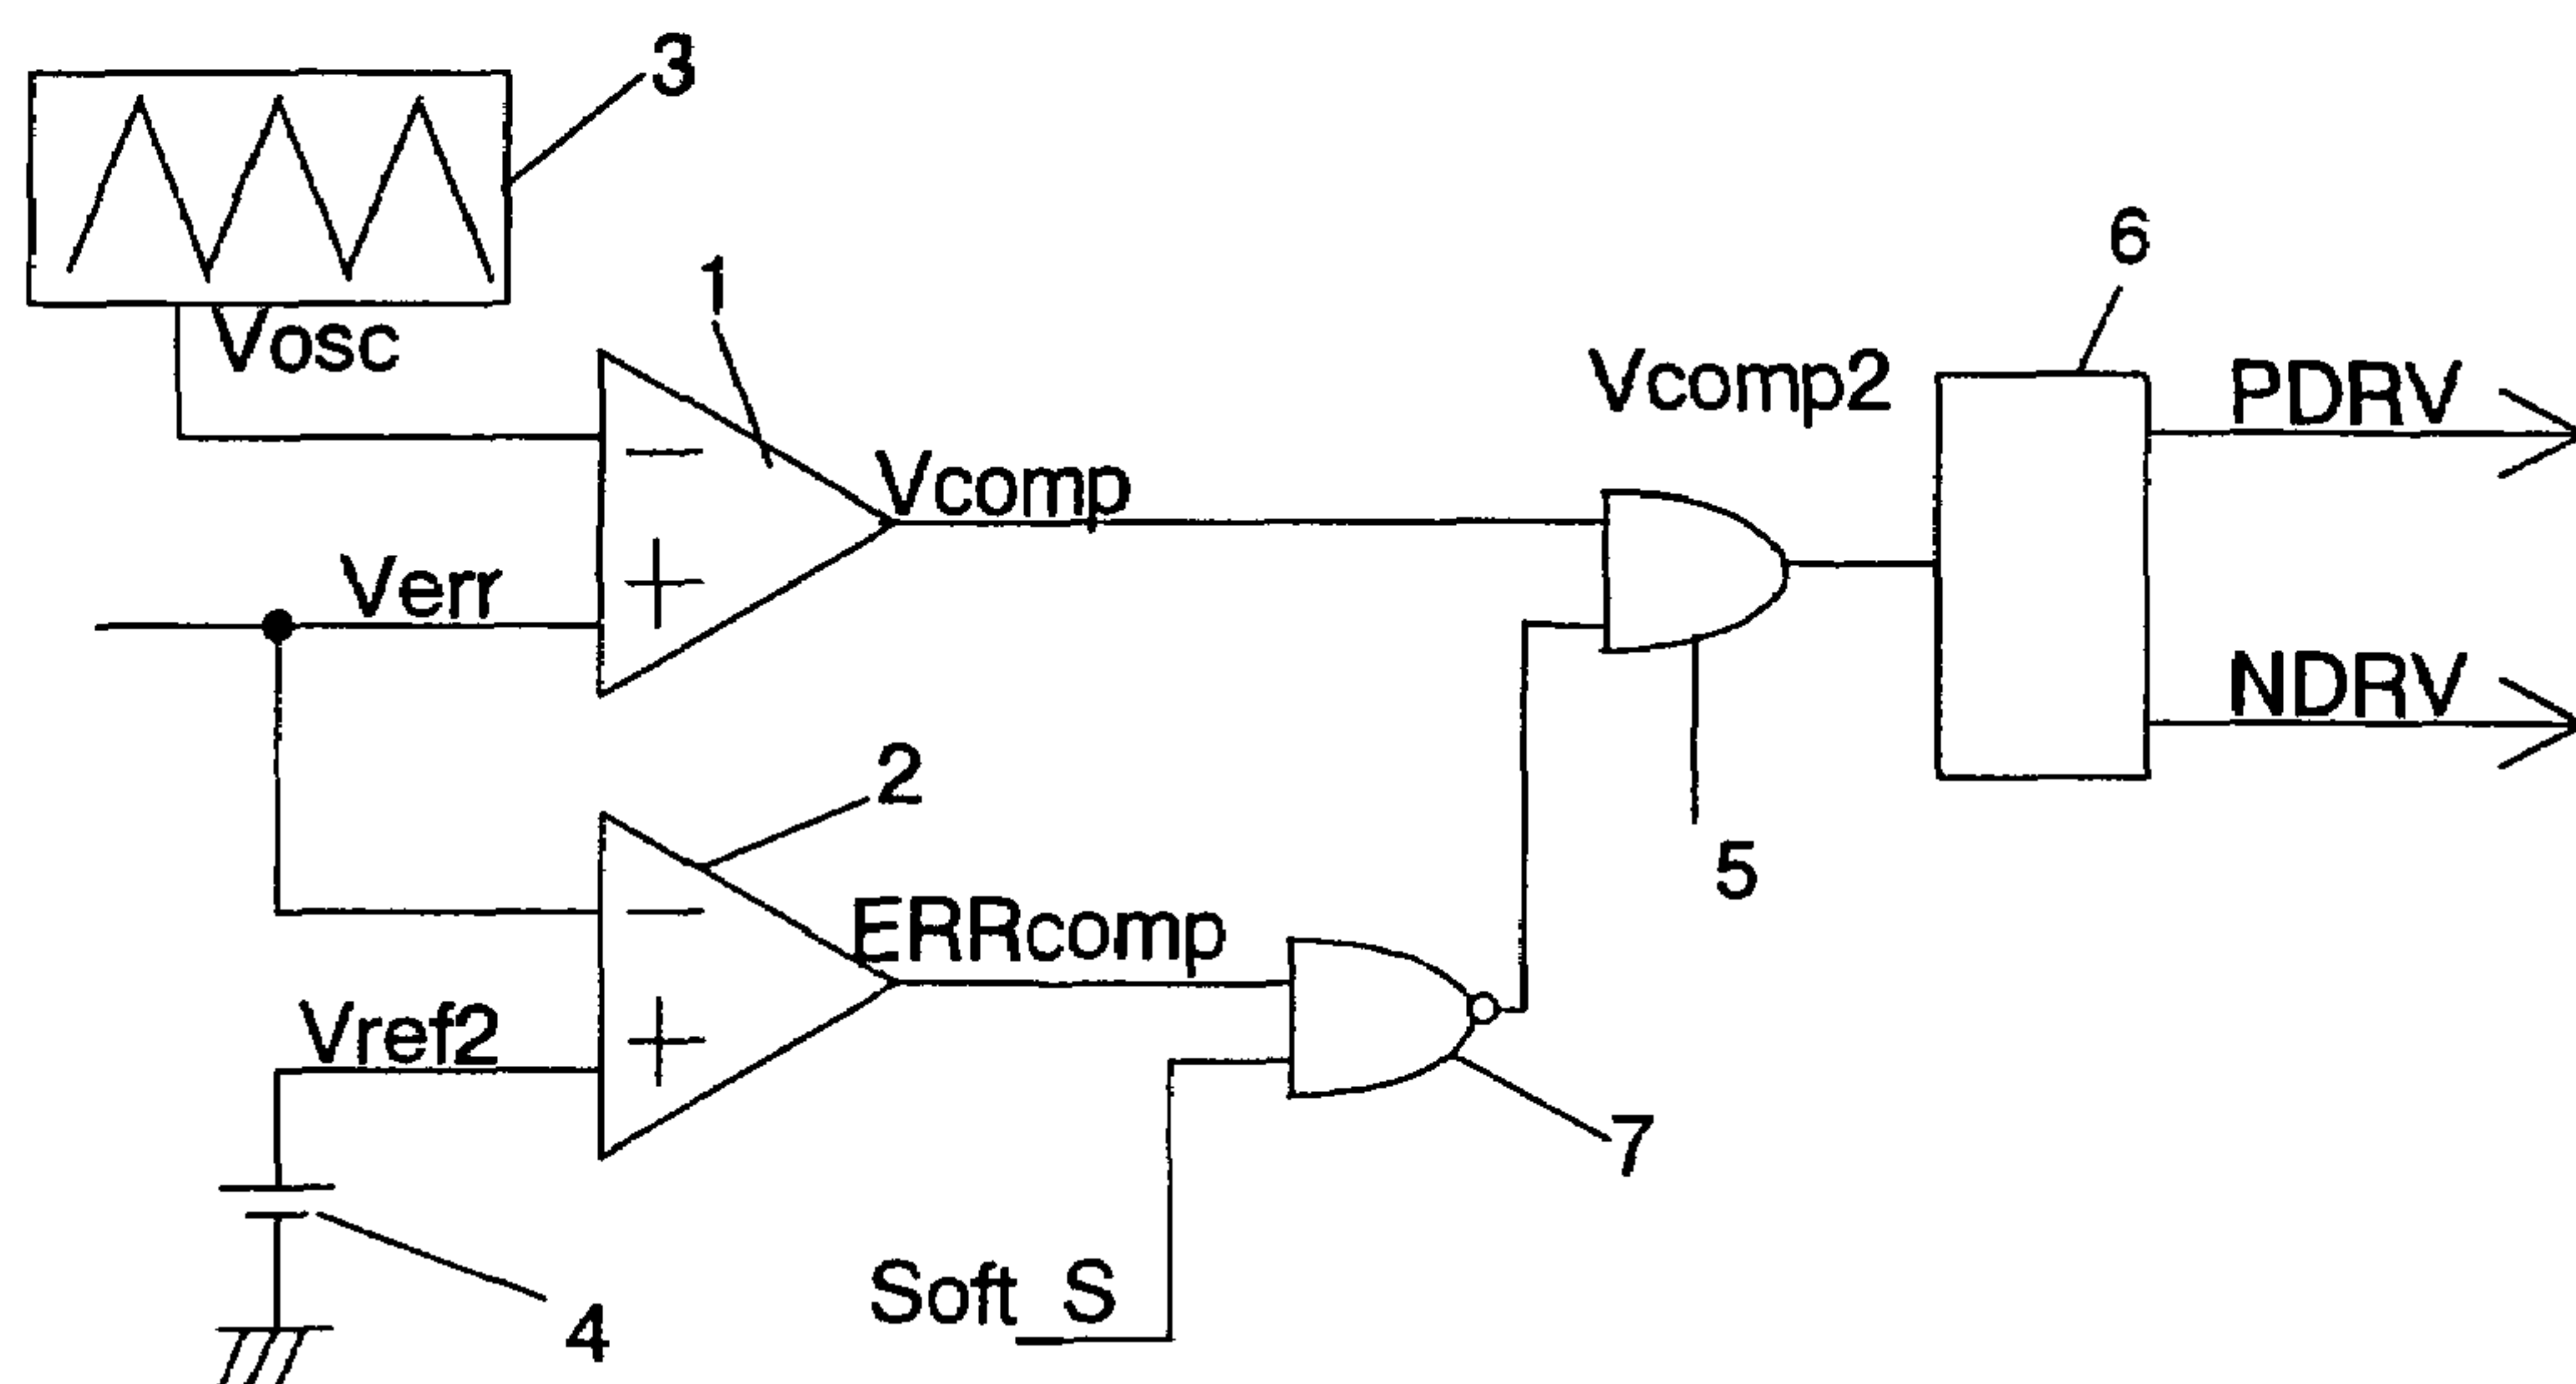 3
Vosc
1
6
Vcomp2
PDRV
Vcomp
Verr
NDRV
2
5
ERRcomp
Vref2
7
Soft_S
4